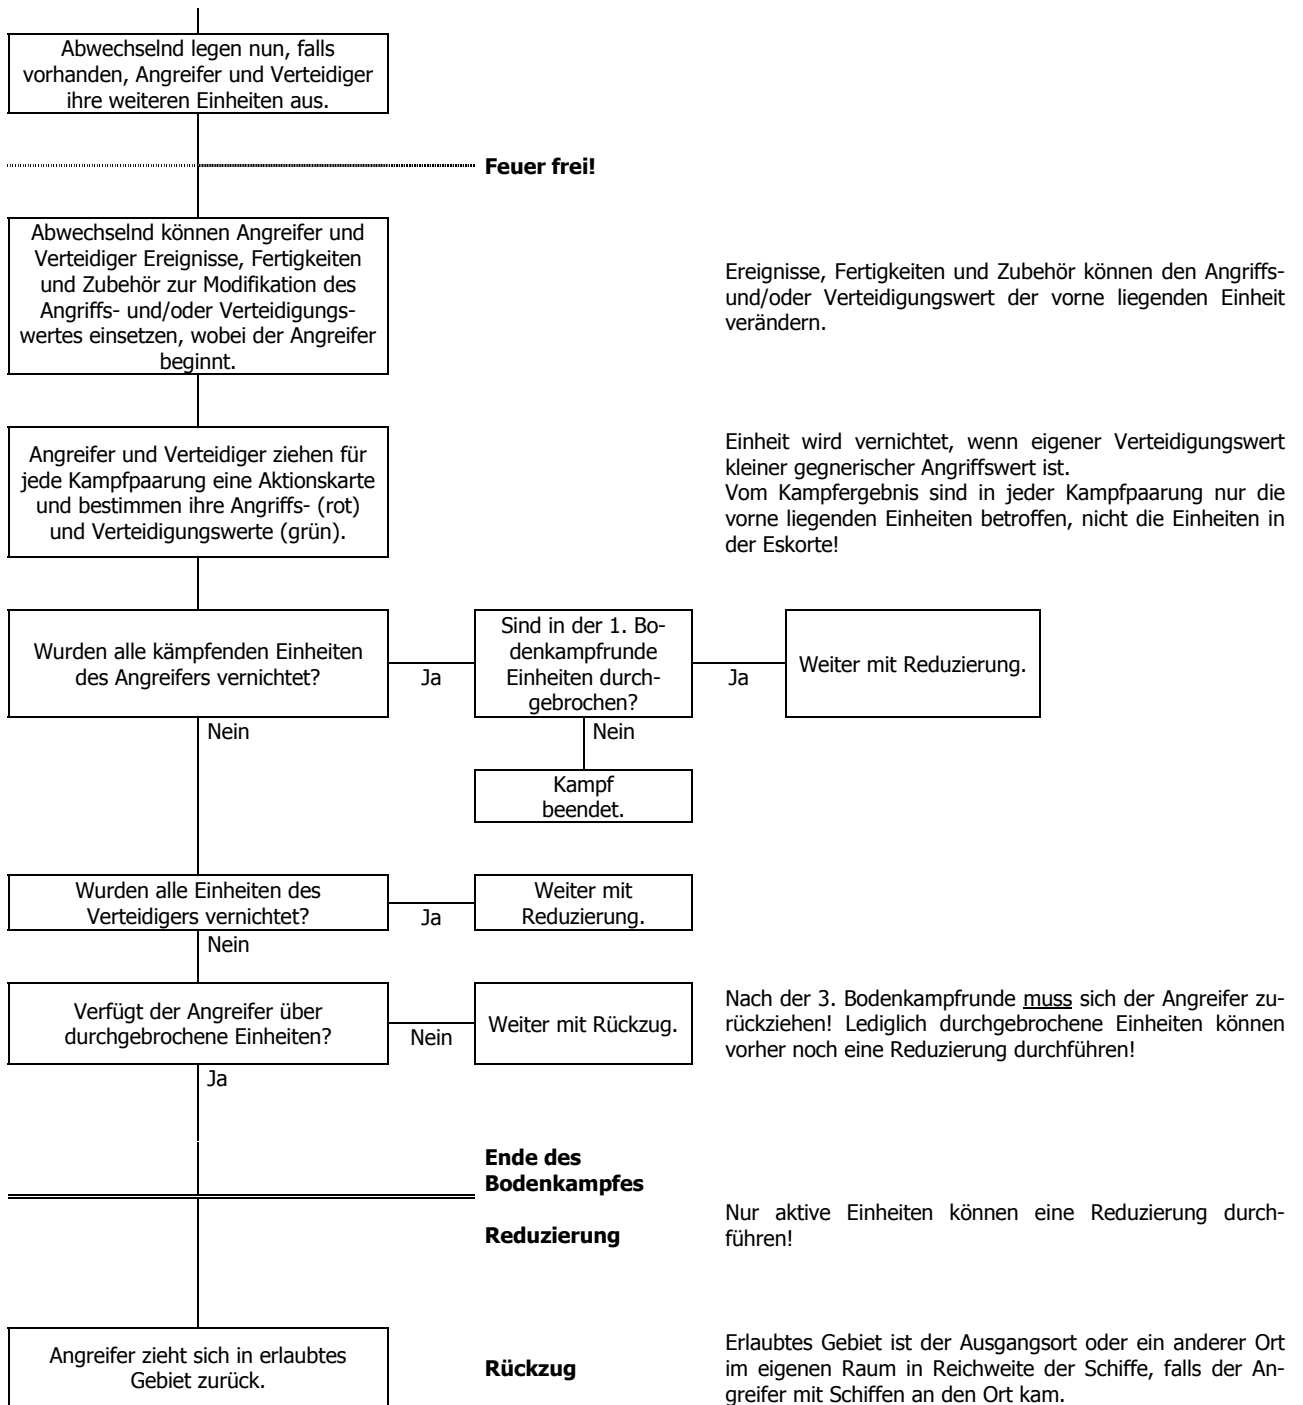 Abwechselnd legen nun, falls
vorhanden, Angreifer und Verteidiger
ihre weiteren Einheiten aus.
Feuer frei!
Abwechselnd können Angreifer und
Verteidiger Ereignisse, Fertigkeiten
und Zubehör zur Modifikation des
Angriffs- und/oder Verteidigungs-
wertes einsetzen, wobei der Angreifer
beginnt.
Ereignisse, Fertigkeiten und Zubehör können den Angriffs-
und/oder Verteidigungswert der vorne liegenden Einheit
verändern.
Angreifer und Verteidiger ziehen für
jede Kampfpaarung eine Aktionskarte
und bestimmen ihre Angriffs- (rot)
und Verteidigungswerte (grün).
Einheit wird vernichtet, wenn eigener Verteidigungswert
kleiner gegnerischer Angriffswert ist.
Vom Kampfergebnis sind in jeder Kampfpaarung nur die
vorne liegenden Einheiten betroffen, nicht die Einheiten in
der Eskorte!
Wurden alle kämpfenden Einheiten
des Angreifers vernichtet?
Ja
Sind in der 1. Bo-
denkampfrunde
Einheiten durch-
gebrochen?
Ja
Weiter mit Reduzierung.
Nein
Nein
Kampf
beendet.
Wurden alle Einheiten des
Verteidigers vernichtet?
Ja
Weiter mit
Reduzierung.
Nein
Verfügt der Angreifer über
durchgebrochene Einheiten?
Nein
Weiter mit Rückzug.
Nach der 3. Bodenkampfrunde muss sich der Angreifer zu-
rückziehen! Lediglich durchgebrochene Einheiten können
vorher noch eine Reduzierung durchführen!
Ja
Ende des
Bodenkampfes
Reduzierung
Nur aktive Einheiten können eine Reduzierung durch-
führen!
Angreifer zieht sich in erlaubtes
Gebiet zurück.
Rückzug
Erlaubtes Gebiet ist der Ausgangsort oder ein anderer Ort
im eigenen Raum in Reichweite der Schiffe, falls der An-
greifer mit Schiffen an den Ort kam.